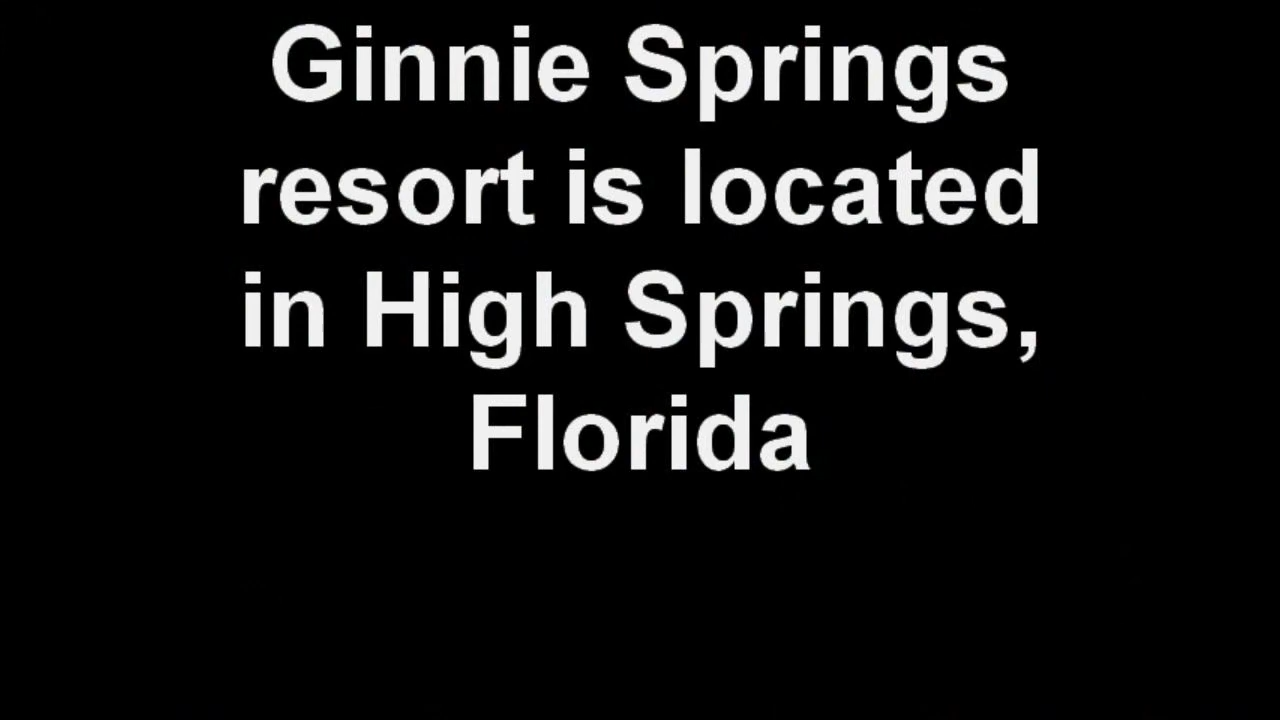 Ginnie Springs
resort is located
in High Springs,
Florida